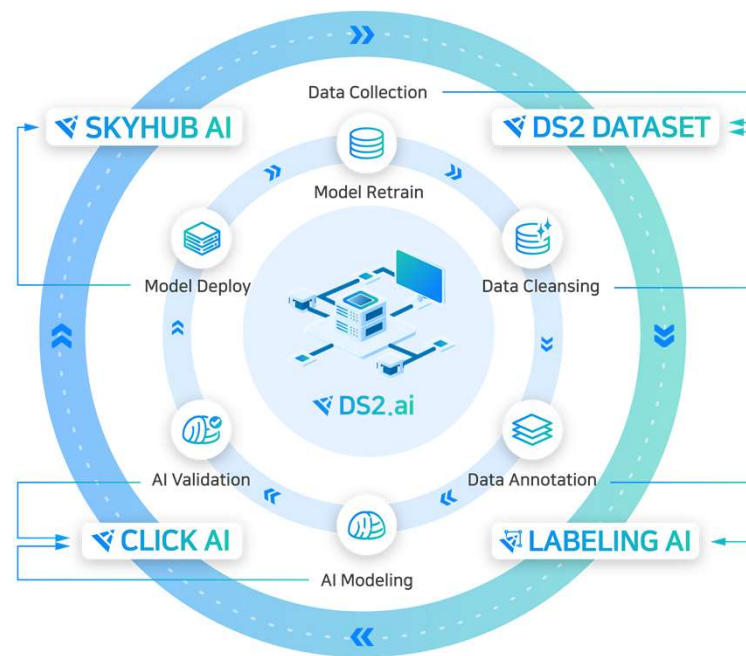 Data Collection
SKYHUB AI
DS2 DATASET
Model Retrain
Model Deploy
Data Cleansing
DS2.ai
AI Validation
Data Annotation
CLICK AI
LABELING AI
AI Modeling